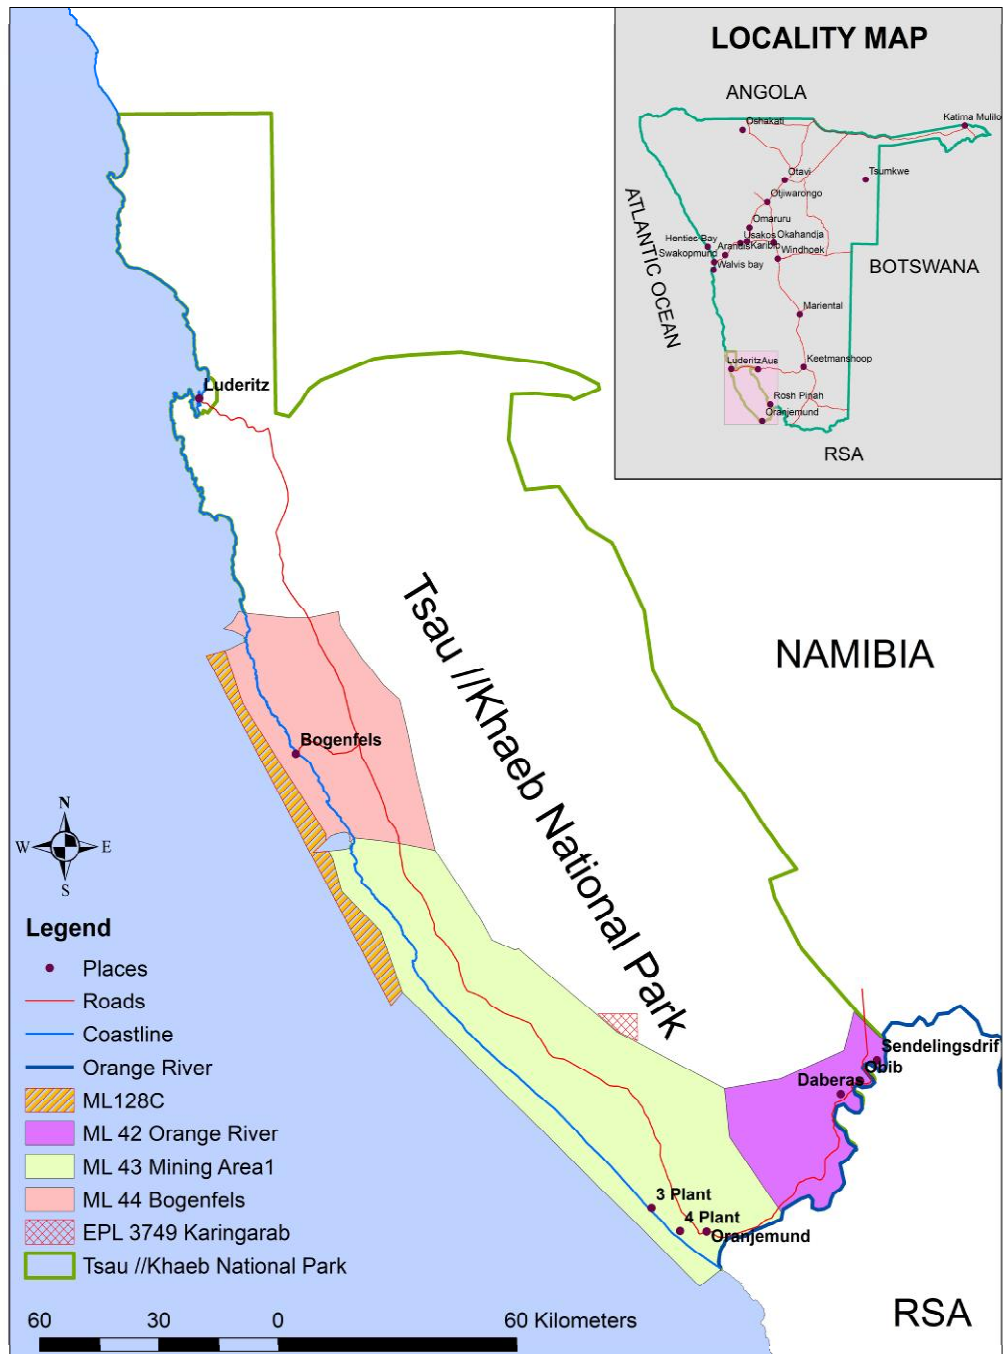 LOCALITY MAP
ANGOLA
Oshakati
Katima Mulilo
Otavi
Tsumkwe
Otjiwarongo
Omaruru
Usakos
Okahandja
Henties Bay
Arandis
Karibib
Swakopmund
Windhoek
Walvis bay
ATLANTIC OCEAN
BOTSWANA
Mariental
Luderitz
Aus
Keetmanshoop
Rosh Pinah
Oranjemund
RSA
Luderitz
Tsau //Khaeb National Park
NAMIBIA
Bogenfels
N
W
E
S
Legend
Places
Roads
Coastline
Orange River
ML128C
ML 42 Orange River
ML 43 Mining Area1
ML 44 Bogenfels
EPL 3749 Karingarab
Tsau //Khaeb National Park
Sendelingsdrif
Obib
Daberas
3 Plant
4 Plant
Oranjemund
RSA
60 30 0 60 Kilometers